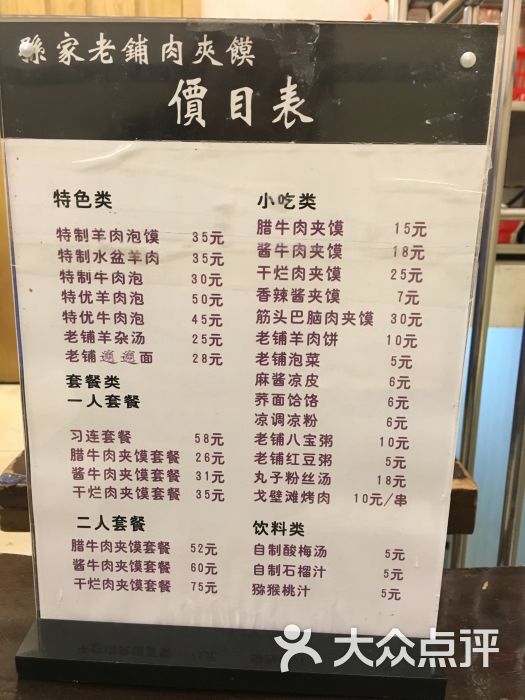 孫家老鋪肉夾饃
價目表
特色类
特制羊肉泡馍 35元
特制水盆羊肉 35元
特制牛肉泡 30元
特优羊肉泡 50元
特优牛肉泡 45元
老铺羊杂汤 25元
老铺 面 28元
套餐类
一人套餐
习连套餐 58元
腊牛肉夹馍套餐 26元
酱牛肉夹馍套餐 31元
干烂肉夹馍套餐 35元
二人套餐
腊牛肉夹馍套餐 52元
酱牛肉夹馍套餐 60元
干烂肉夹馍套餐 75元
小吃类
腊牛肉夹馍 15元
酱牛肉夹馍 18元
干烂肉夹馍 25元
香辣酱夹馍 7元
筋头巴脑肉夹馍 30元
老铺羊肉饼 10元
老铺泡菜 5元
麻酱凉皮 6元
荞面饸饹 6元
凉调凉粉 6元
老铺八宝粥 10元
老铺红豆粥 5元
丸子粉丝汤 18元
戈壁滩烤肉 10元/串
饮料类
自制酸梅汤 5元
自制石榴汁 5元
猕猴桃汁 5元
大众点评